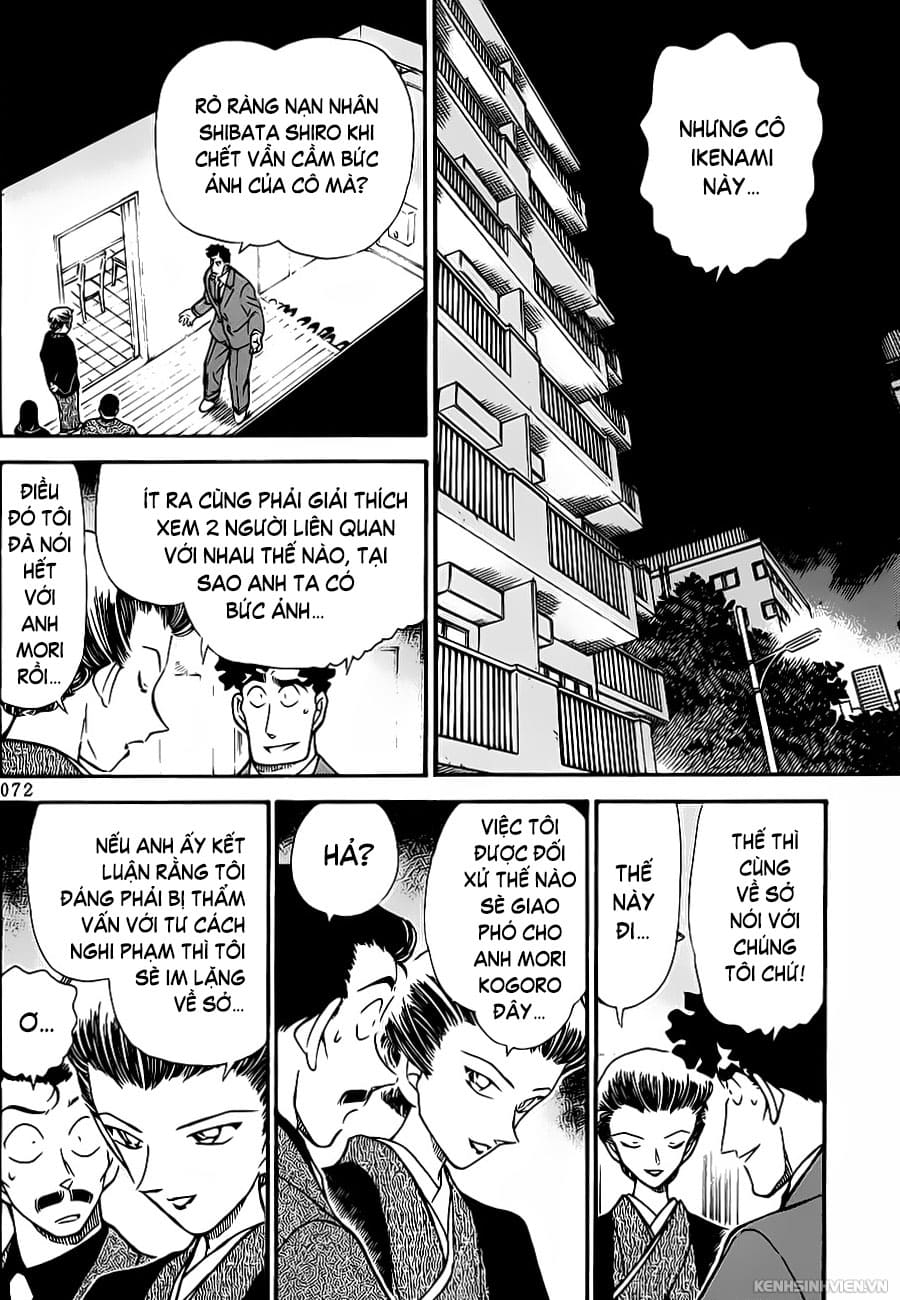 NHƯNG CÔ
IKENAMI
NÀY...
RÕ RÀNG NẠN NHÂN
SHIBATA SHIRO KHI
CHẾT VẪN CẦM BỨC
ẢNH CỦA CÔ MÀ?
ÍT RA CŨNG PHẢI GIẢI THÍCH
XEM 2 NGƯỜI LIÊN QUAN
VỚI NHAU THẾ NÀO, TẠI
SAO ANH TA CÓ
BỨC ẢNH...
ĐIỀU
ĐÓ TÔI
ĐÃ NÓI
HẾT
VỚI
ANH
MORI
RỒI.
072
THẾ THÌ
CÙNG
VỀ SỞ
NÓI VỚI
CHÚNG
TÔI CHỨ!
THẾ
NÀY
ĐI...
VIỆC TÔI
ĐƯỢC ĐỐI
XỬ THẾ NÀO
SẼ GIAO
PHÓ CHO
ANH MORI
KOGORO
ĐÂY...
HẢ?
NẾU ANH ẤY KẾT
LUẬN RẰNG TÔI
ĐÁNG PHẢI BỊ THẨM
VẤN VỚI TƯ CÁCH
NGHI PHẠM THÌ TÔI
SẼ IM LẶNG
VỀ SỞ...
Ơ...
KENHSINHVIEN.VN